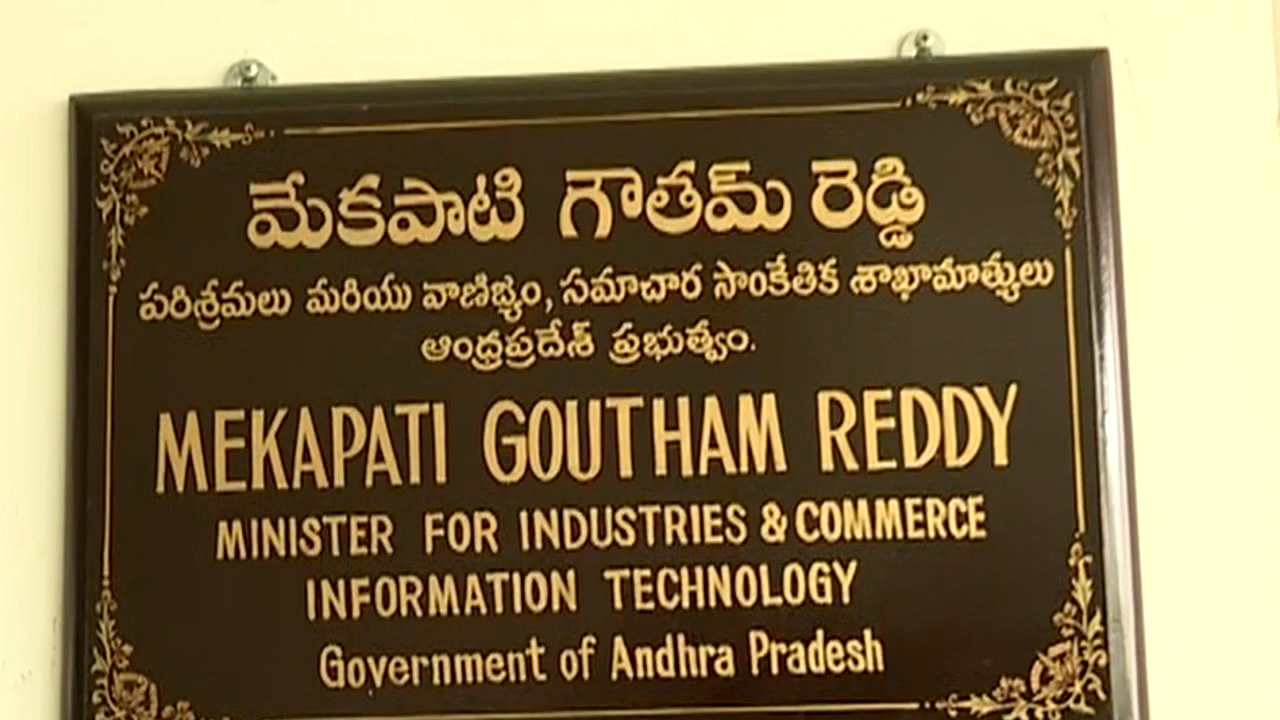 మేకపాటి గౌతమ్ రెడ్డి
పరిశ్రమలు మరియు వాణిజ్యం, సమాచార సాంకేతిక శాఖామాత్యులు
ఆంధ్రప్రదేశ్ ప్రభుత్వం.
MEKAPATI GOUTHAM REDDY
MINISTER FOR INDUSTRIES & COMMERCE
INFORMATION TECHNOLOGY
Government of Andhra Pradesh